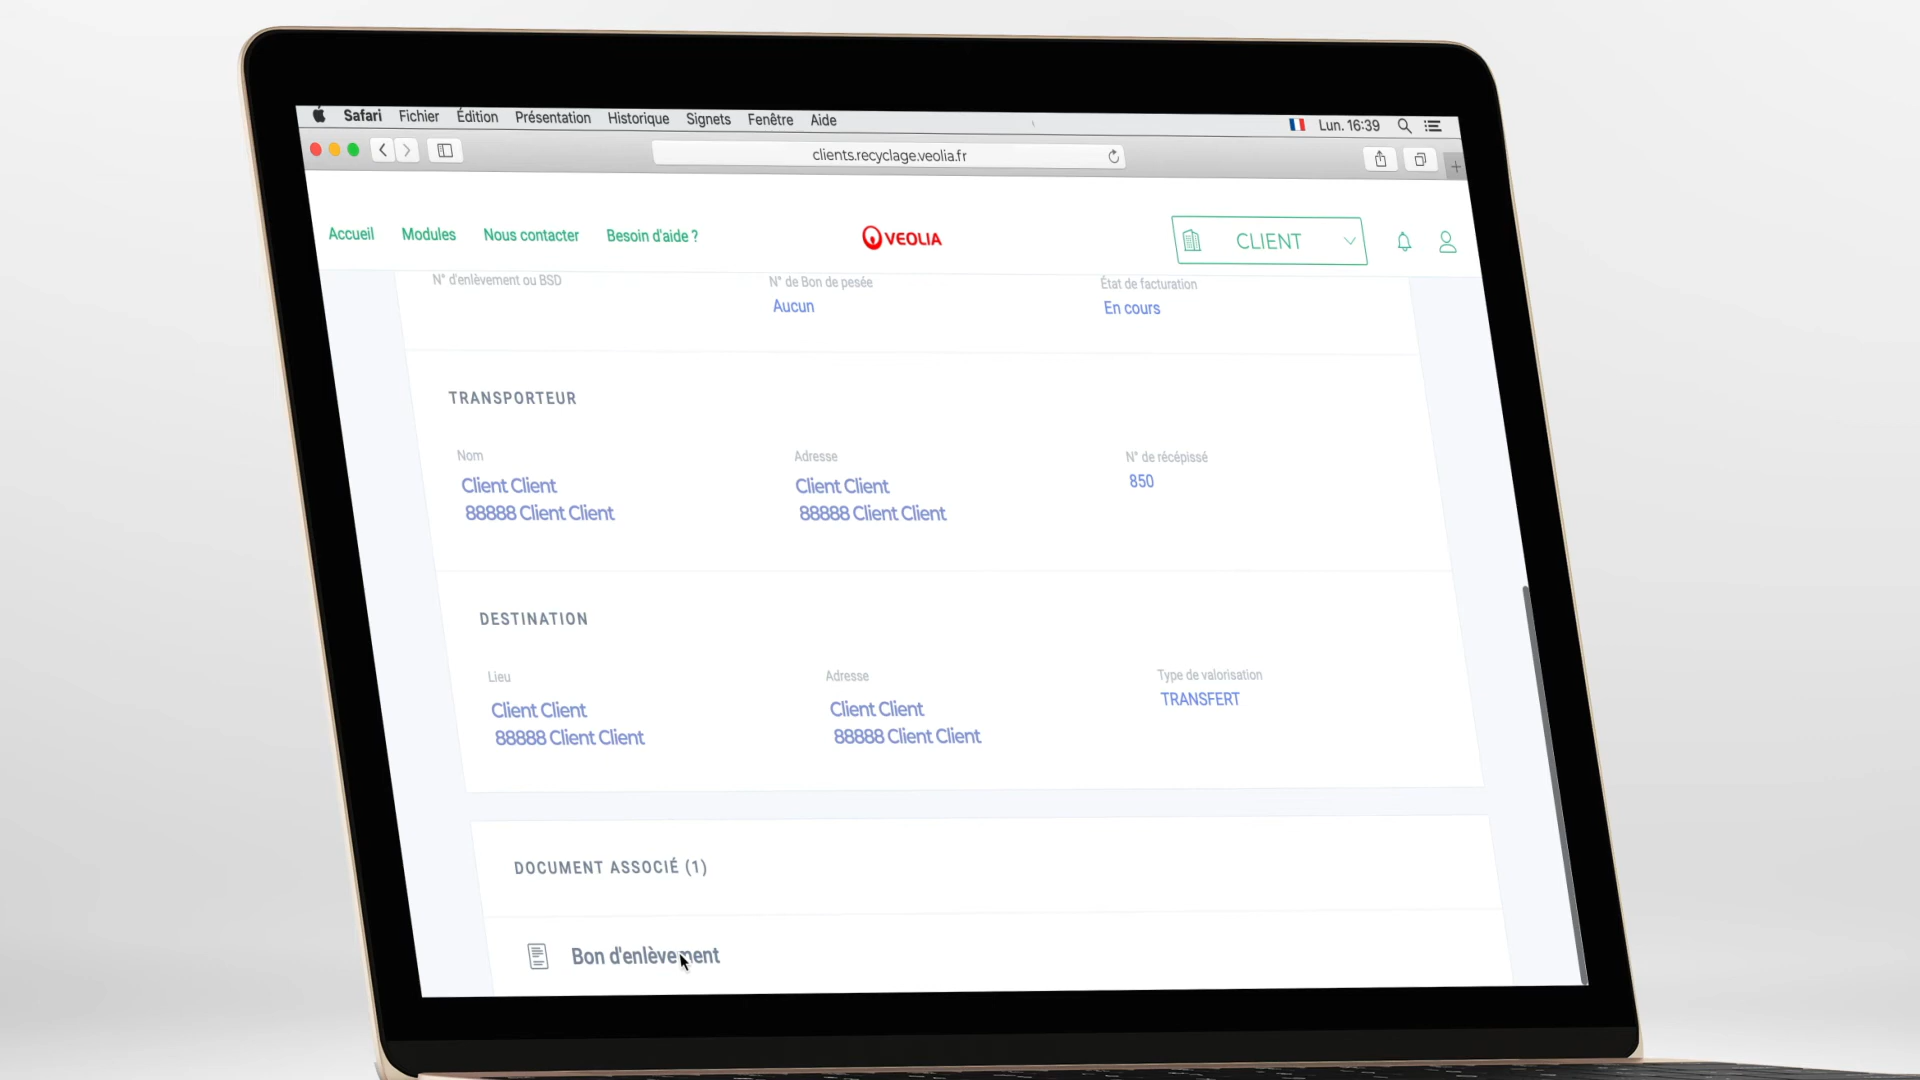 Safari Fichier Édition Présentation Historique Signets Fenêtre Aide Lun. 16:39
clients.recyclage.veolia.fr
Accueil Modules Nous contacter Besoin d'aide ? VEOLIA CLIENT
N° d'enlèvement ou BSD N° de Bon de pesée État de facturation
Aucun En cours
TRANSPORTEUR
Nom Adresse N° de récépissé
Client Client Client Client 850
88888 Client Client 88888 Client Client
DESTINATION
Lieu Adresse Type de valorisation
Client Client Client Client TRANSFERT
88888 Client Client 88888 Client Client
DOCUMENT ASSOCIÉ (1)
Bon d'enlèvement